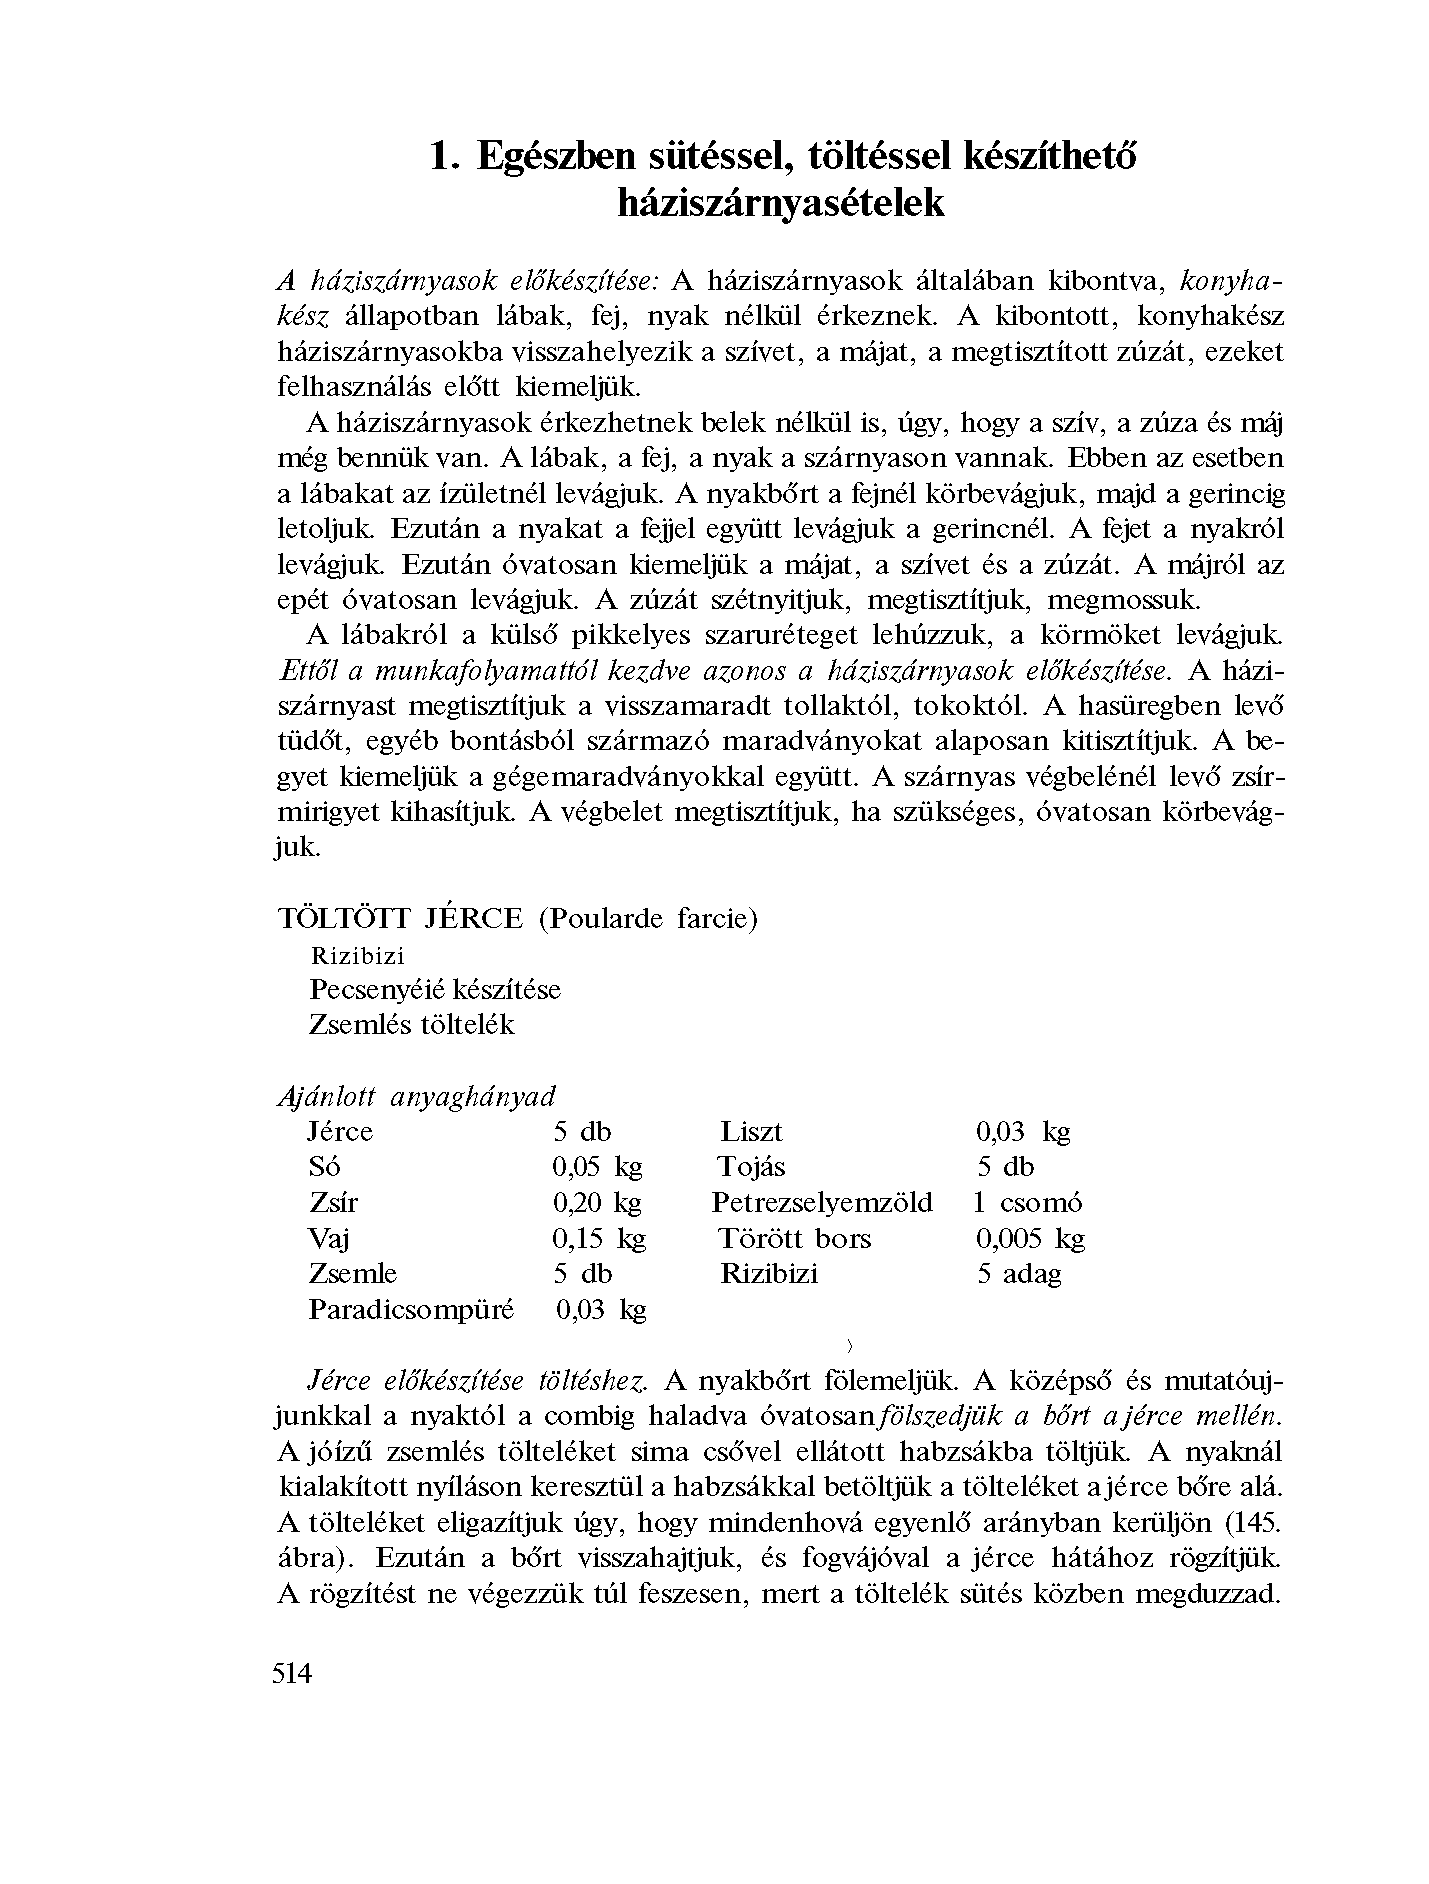 1. Egészben sütéssel, töltéssel készíthető
háziszárnyasételek
A háziszárnyasok előkészítése: A háziszárnyasok általában kibontva, konyha-
kész állapotban lábak, fej, nyak nélkül érkeznek. A kibontott, konyhakész
háziszárnyasokba visszahelyezik a szívet, a májat, a megtisztított zúzát, ezeket
felhasználás előtt kiemeljük.
A háziszárnyasok érkezhetnek belek nélkül is, úgy, hogy a szív, a zúza és máj
még bennük van. A lábak, a fej, a nyak a szárnyason vannak. Ebben az esetben
a lábakat az ízületnél levágjuk. A nyakbőrt a fejnél körbevágjuk, majd a gerincig
letoljuk. Ezután a nyakat a fejjel együtt levágjuk a gerincnél. A fejet a nyakról
levágjuk. Ezután óvatosan kiemeljük a májat, a szívet és a zúzát. A májról az
epét óvatosan levágjuk. A zúzát szétnyitjuk, megtisztítjuk, megmossuk.
A lábakról a külső pikkelyes szaruréteget lehúzzuk, a körmöket levágjuk.
Ettől a munkafolyamattól kezdve azonos a háziszárnyasok előkészítése. A házi-
szárnyast megtisztítjuk a visszamaradt tollaktól, tokoktól. A hasüregben levő
tüdőt, egyéb bontásból származó maradványokat alaposan kitisztítjuk. A be-
gyet kiemeljük a gégemaradványokkal együtt. A szárnyas végbelénél levő zsír-
mirigyet kihasítjuk. A végbelet megtisztítjuk, ha szükséges, óvatosan körbevág-
juk.
TÖLTÖTT JÉRCE (Poularde farcie)
Rizibizi
Pecsenyéié készítése
Zsemlés töltelék
Ajánlott anyaghányad
Jérce 5 db Liszt 0,03 kg
Só 0,05 kg Tojás 5 db
Zsír 0,20 kg Petrezselyemzöld 1 csomó
Vaj 0,15 kg Törött bors 0,005 kg
Zsemle 5 db Rizibizi 5 adag
Paradicsompüré 0,03 kg
〉
Jérce előkészítése töltéshez. A nyakbőrt fölemeljük. A középső és mutatóuj-
junkkal a nyaktól a combig haladva óvatosan fölszedjük a bőrt a jérce mellén.
A jóízű zsemlés tölteléket sima csővel ellátott habzsákba töltjük. A nyaknál
kialakított nyíláson keresztül a habzsákkal betöltjük a tölteléket a jérce bőre alá.
A tölteléket eligazítjuk úgy, hogy mindenhová egyenlő arányban kerüljön (145.
ábra). Ezután a bőrt visszahajtjuk, és fogvájóval a jérce hátához rögzítjük.
A rögzítést ne végezzük túl feszesen, mert a töltelék sütés közben megduzzad.
514